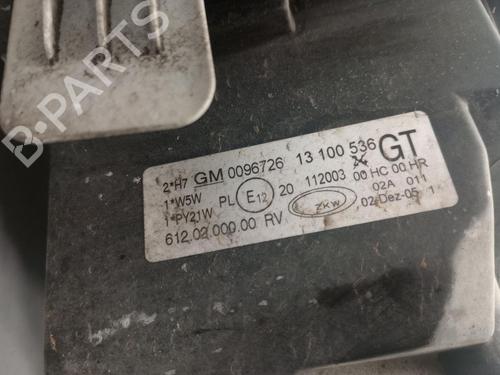 B-PARTS
2*H7 GM 0096726 13 100 536 GT
1*W5W PL E12 20 112003 00 HC 00 HR
1*PY21W ZKW 02A 011
612.02.000.00 RV 02-Dez-05 1